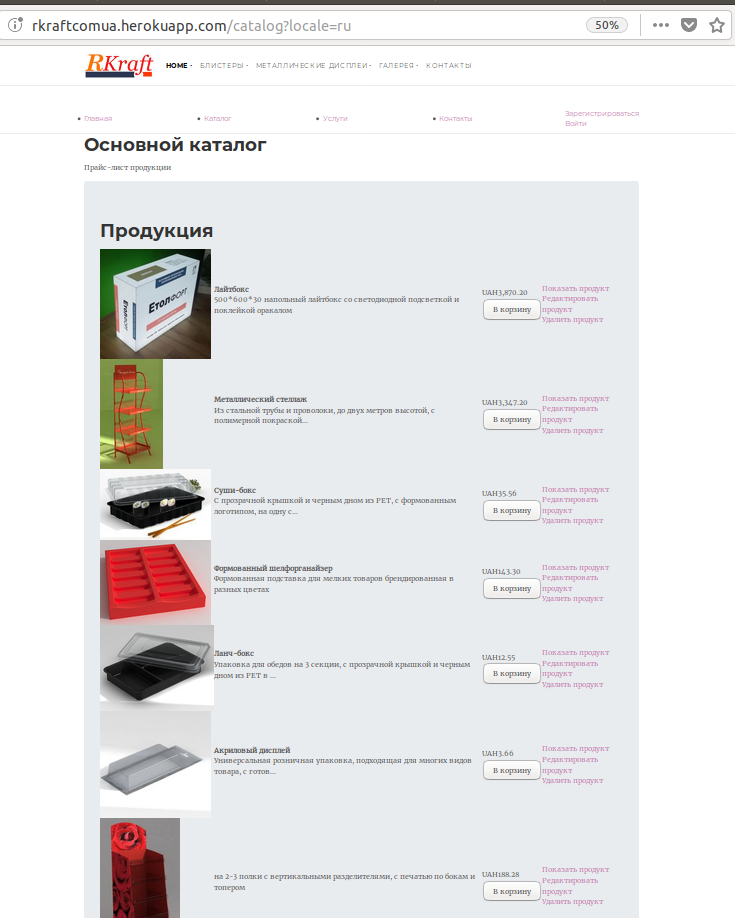 rkraftcomua.herokuapp.com/catalog?locale=ru
50%
RKraft
HOME
БЛИСТЕРЫ
МЕТАЛЛИЧЕСКИЕ ДИСПЛЕИ
ГАЛЕРЕЯ
КОНТАКТЫ
Главная
Каталог
Услуги
Контакты
Зарегистрироваться
Войти
Основной каталог
Прайс-лист продукции
Продукция
ЕтолФОРТ
ЕтолФОРТ
Лайтбокс
500*600*30 напольный лайтбокс со светодиодной подсветкой и
поклейкой оракалом
UAH3,870.20
В корзину
Показать продукт
Редактировать
продукт
Удалить продукт
Металлический стеллаж
Из стальной трубы и проволоки, до двух метров высотой, с
полимерной покраской...
UAH3,347.20
В корзину
Показать продукт
Редактировать
продукт
Удалить продукт
Суши-бокс
С прозрачной крышкой и черным дном из PET, с формованным
логотипом, на одну с...
UAH35.56
В корзину
Показать продукт
Редактировать
продукт
Удалить продукт
Формованный шелфорганайзер
Формованная подставка для мелких товаров брендированная в
разных цветах
UAH143.30
В корзину
Показать продукт
Редактировать
продукт
Удалить продукт
Ланч-бокс
Упаковка для обедов на 3 секции, с прозрачной крышкой и черным
дном из PET в ...
UAH12.55
В корзину
Показать продукт
Редактировать
продукт
Удалить продукт
Акриловый дисплей
Универсальная розничная упаковка, подходящая для многих видов
товара, с готов...
UAH3.66
В корзину
Показать продукт
Редактировать
продукт
Удалить продукт
на 2-3 полки с вертикальными разделителями, с печатью по бокам и
топером
UAH188.28
В корзину
Показать продукт
Редактировать
продукт
Удалить продукт